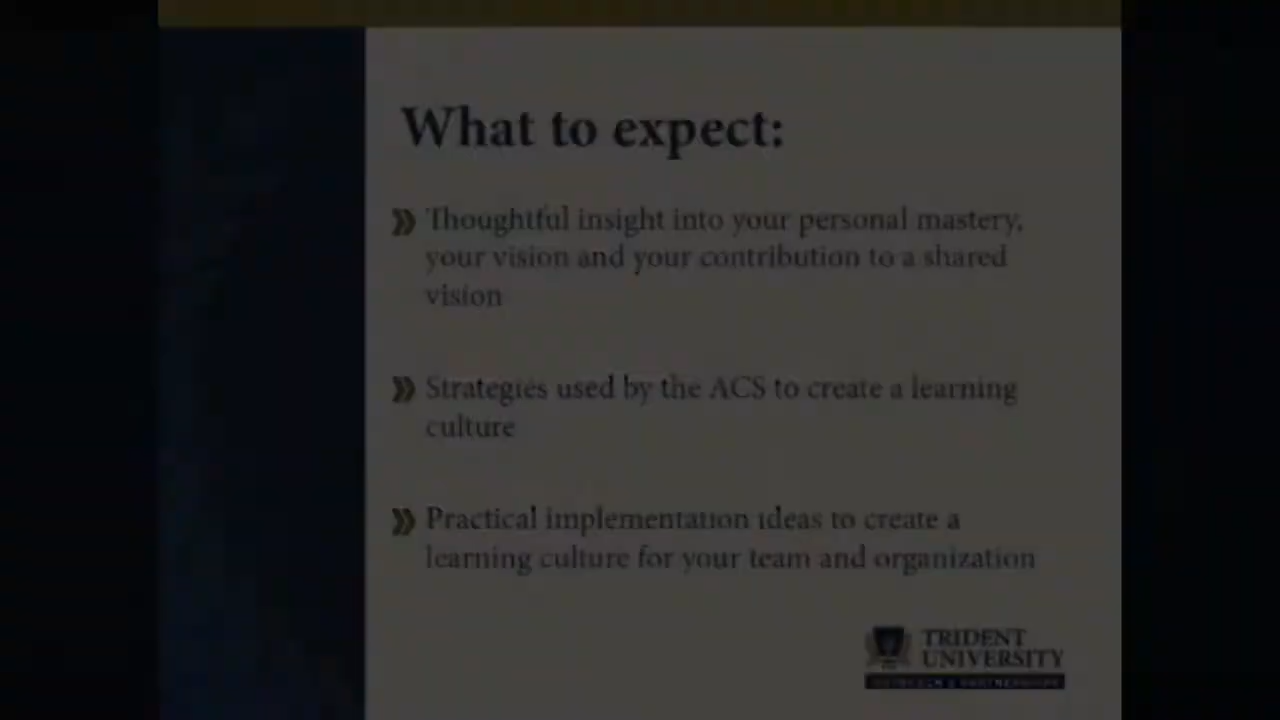 What to expect:
Thoughtful insight into your personal mastery,
your vision and your contribution to a shared
vision
Strategies used by the ACS to create a learning
culture
Practical implementation ideas to create a
learning culture for your team and organization
TRIDENT
UNIVERSITY
OUTREACH & PARTNERSHIPS